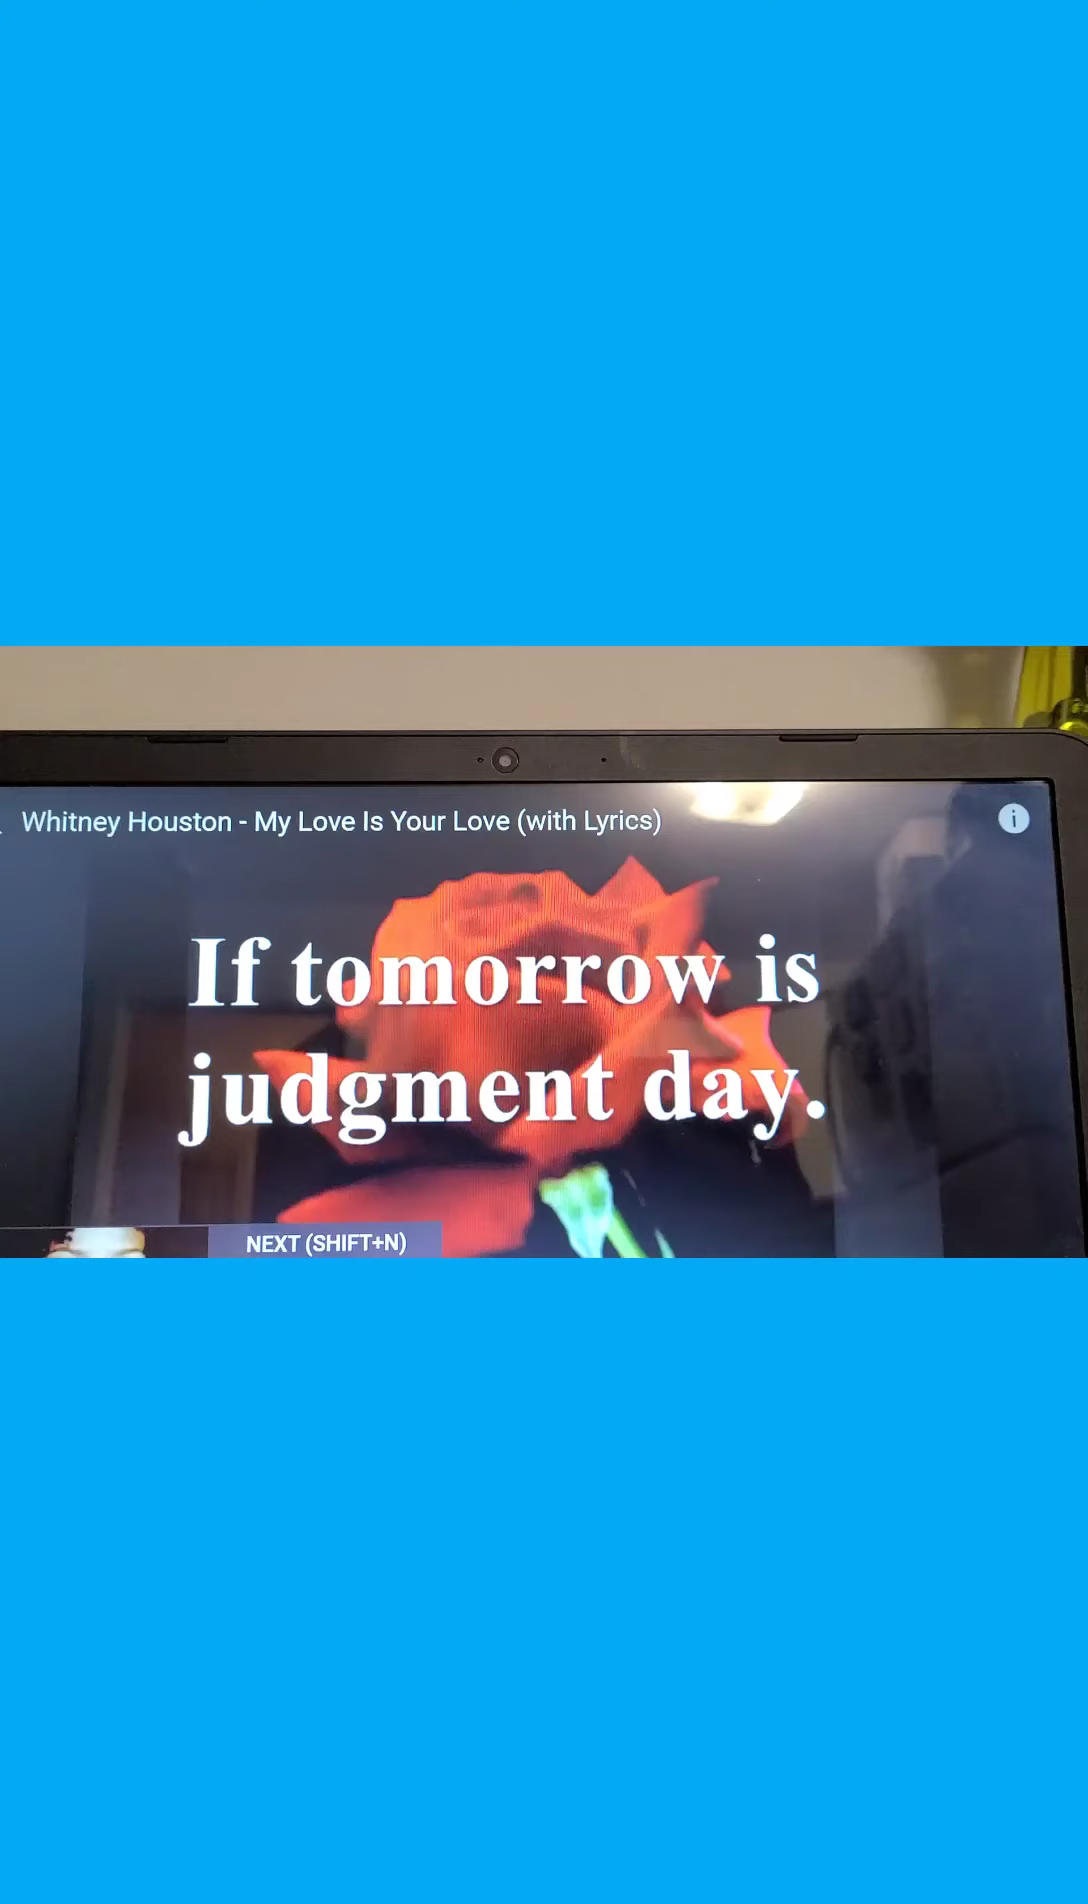 Whitney Houston - My Love Is Your Love (with Lyrics)
i
If tomorrow is
judgment day.
NEXT (SHIFT+N)